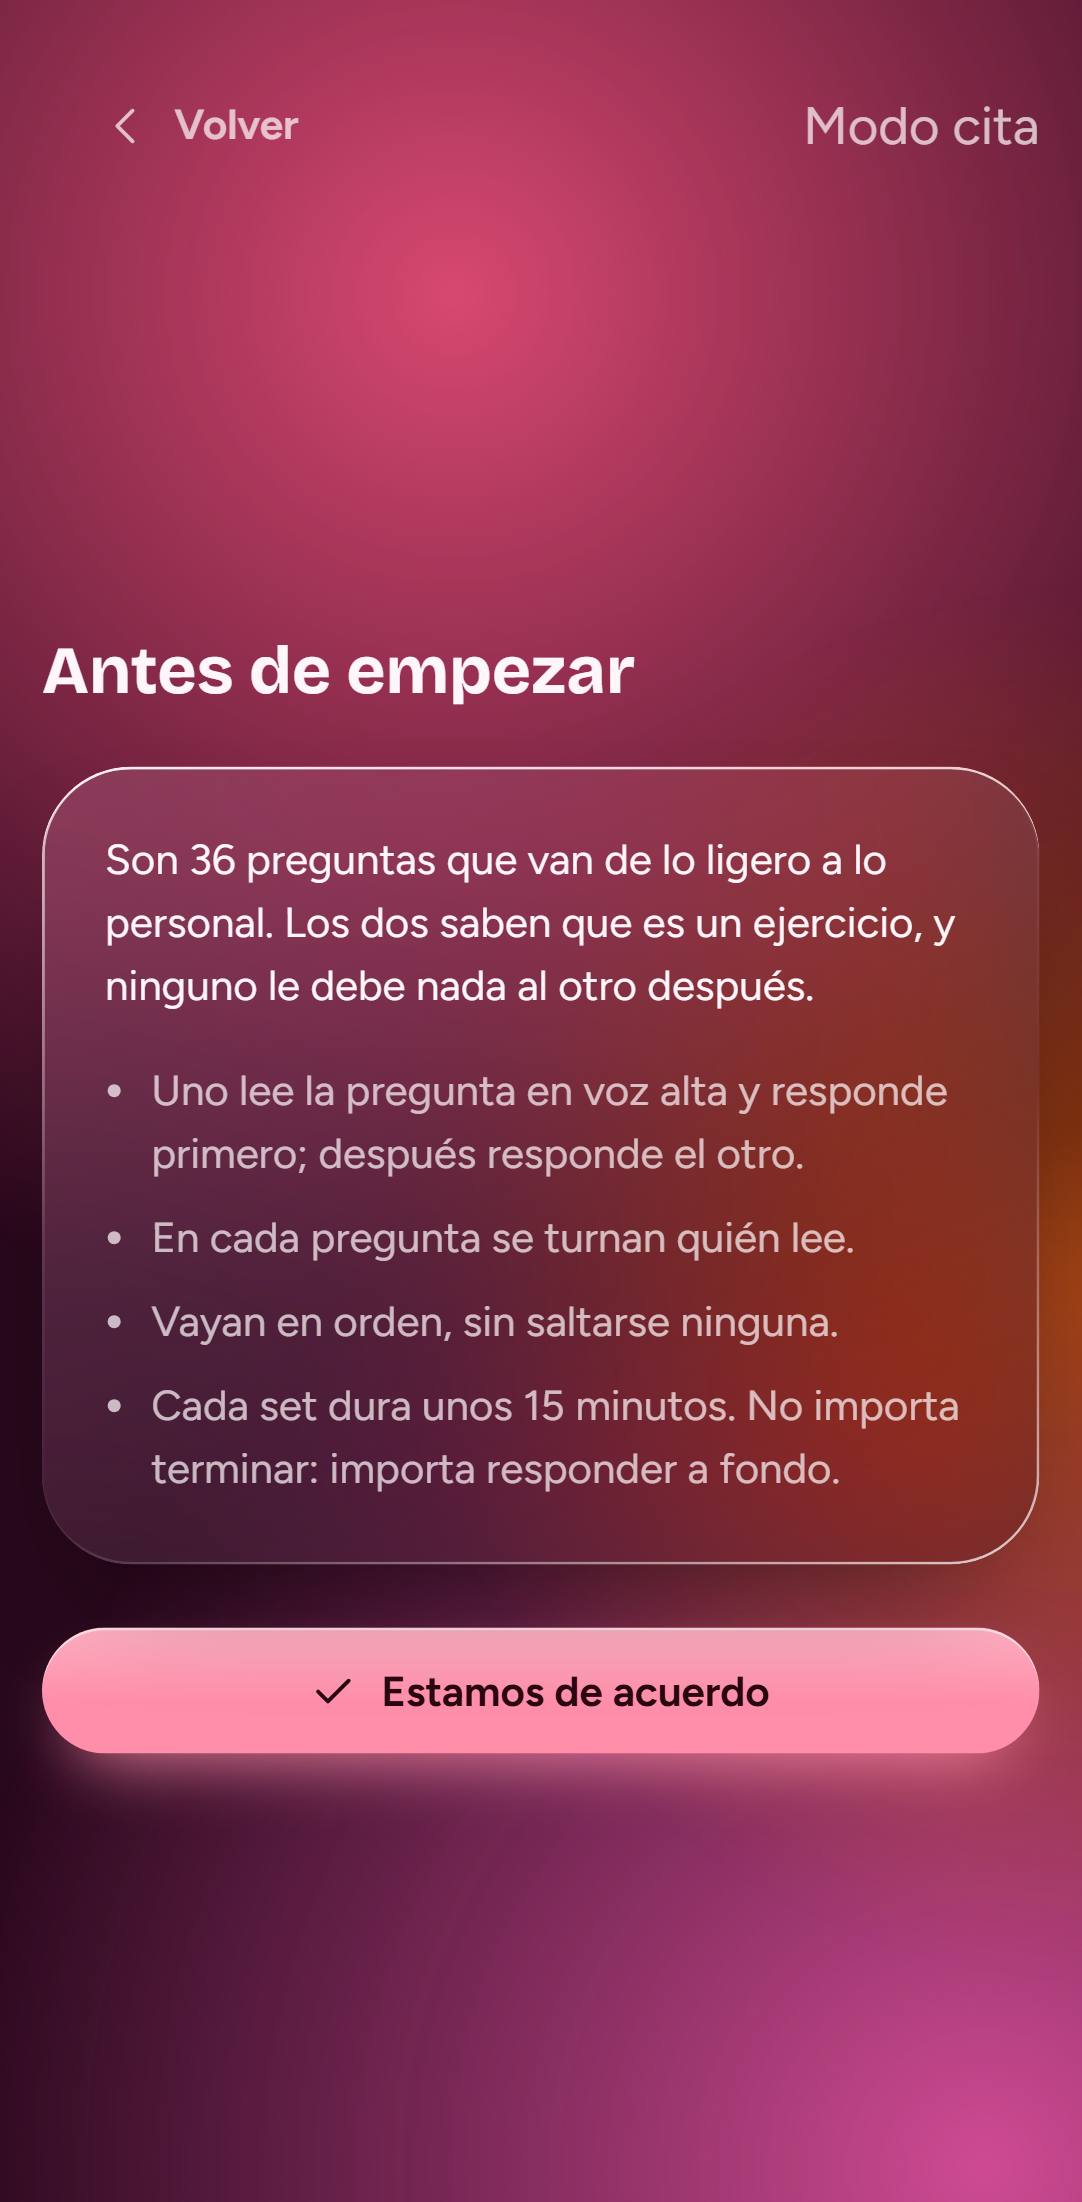 Volver
Modo cita
Antes de empezar
Son 36 preguntas que van de lo ligero a lo
personal. Los dos saben que es un ejercicio, y
ninguno le debe nada al otro después.
• Uno lee la pregunta en voz alta y responde
primero; después responde el otro.
• En cada pregunta se turnan quién lee.
• Vayan en orden, sin saltarse ninguna.
• Cada set dura unos 15 minutos. No importa
terminar: importa responder a fondo.
Estamos de acuerdo